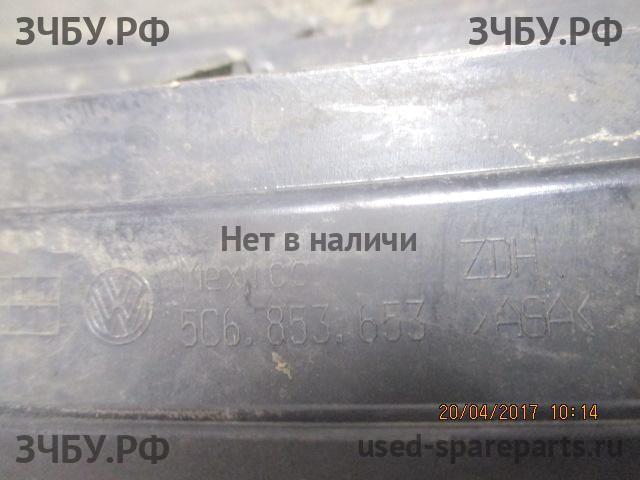 ЗЧБУ.РФ ЗЧБУ.РФ
Нет в наличи
Mexico ZDH
5C6.853.653 >ASA<
20/04/2017 10:14
ЗЧБУ.РФ used-spareparts.ru